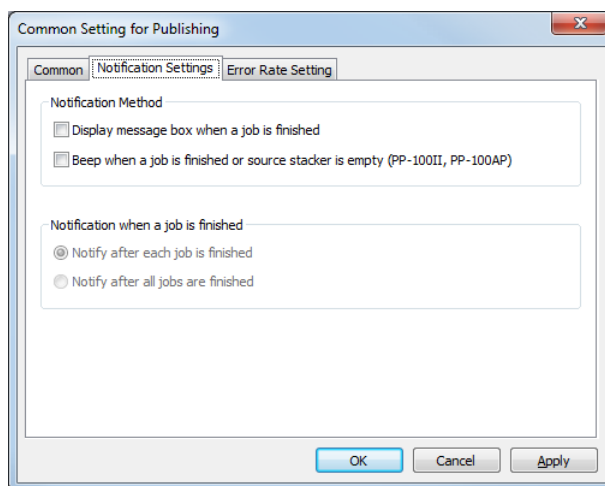 Common Setting for Publishing
Common Notification Settings Error Rate Setting
Notification Method
Display message box when a job is finished
Beep when a job is finished or source stacker is empty (PP-100II, PP-100AP)
Notification when a job is finished
Notify after each job is finished
Notify after all jobs are finished
OK Cancel Apply